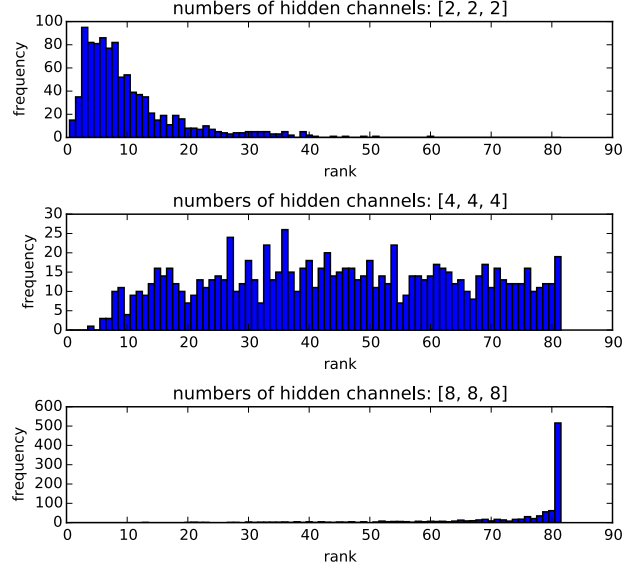 numbers of hidden channels: [2, 2, 2]
100
80
60
40
20
0
frequency
0 10 20 30 40 50 60 70 80 90
rank
numbers of hidden channels: [4, 4, 4]
30
25
20
15
10
5
0
frequency
0 10 20 30 40 50 60 70 80 90
rank
numbers of hidden channels: [8, 8, 8]
600
500
400
300
200
100
0
frequency
0 10 20 30 40 50 60 70 80 90
rank